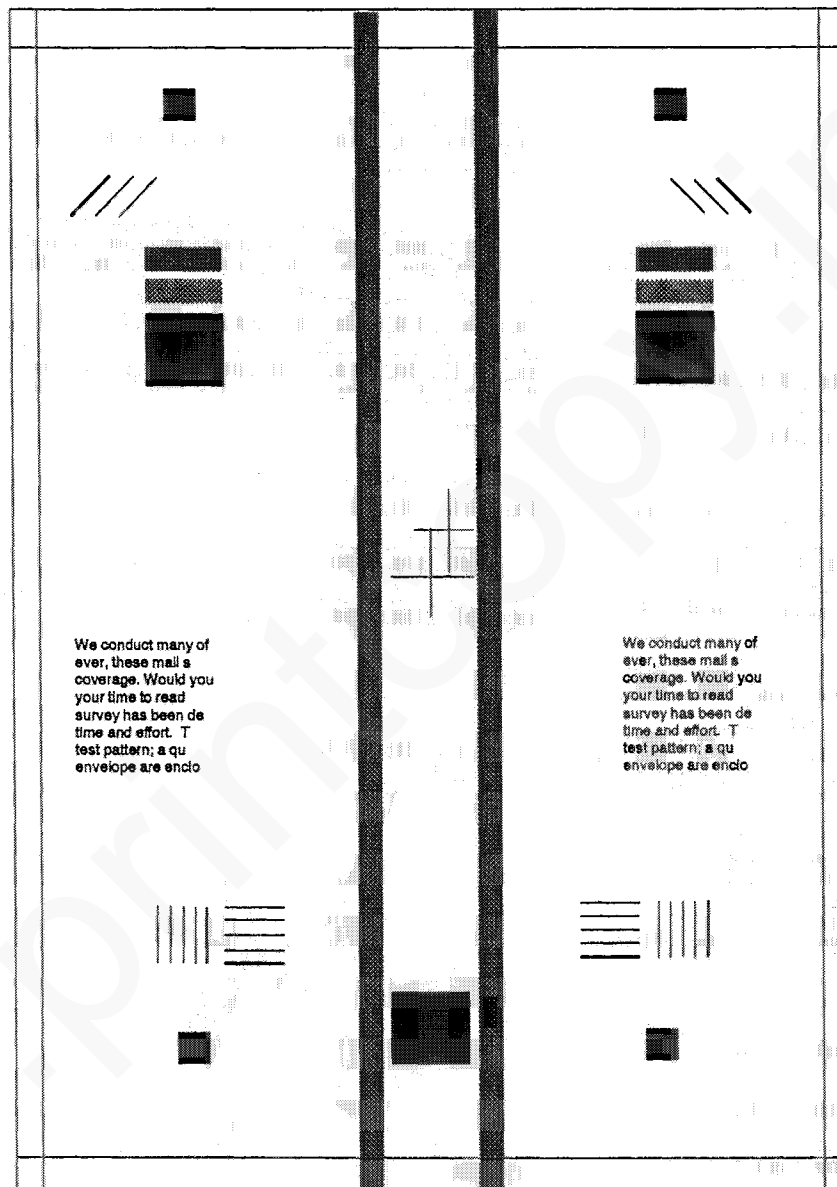 We conduct many of
ever, these mail s
coverage. Would you
your time to read
survey has been de
time and effort. T
test pattern; a qu
envelope are enclo
We conduct many of
ever, these mail s
coverage. Would you
your time to read
survey has been de
time and effort. T
test pattern; a qu
envelope are enclo
printcopy.in